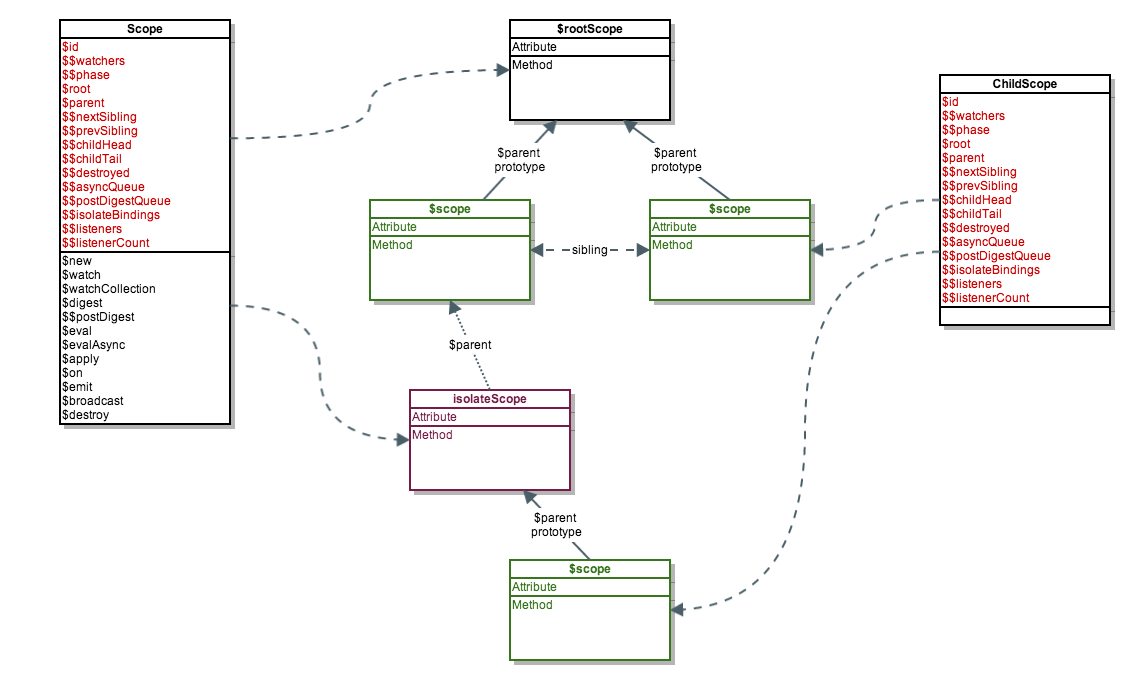 Scope
$id
$$watchers
$$phase
$root
$parent
$$nextSibling
$$prevSibling
$$childHead
$$childTail
$$destroyed
$$asyncQueue
$$postDigestQueue
$$isolateBindings
$$listeners
$$listenerCount
$new
$watch
$watchCollection
$digest
$$postDigest
$eval
$evalAsync
$apply
$on
$emit
$broadcast
$destroy
$rootScope
Attribute
Method
$parent
prototype
$parent
prototype
$scope
Attribute
Method
sibling
$scope
Attribute
Method
$parent
isolateScope
Attribute
Method
$parent
prototype
$scope
Attribute
Method
ChildScope
$id
$$watchers
$$phase
$root
$parent
$$nextSibling
$$prevSibling
$$childHead
$$childTail
$$destroyed
$$asyncQueue
$$postDigestQueue
$$isolateBindings
$$listeners
$$listenerCount